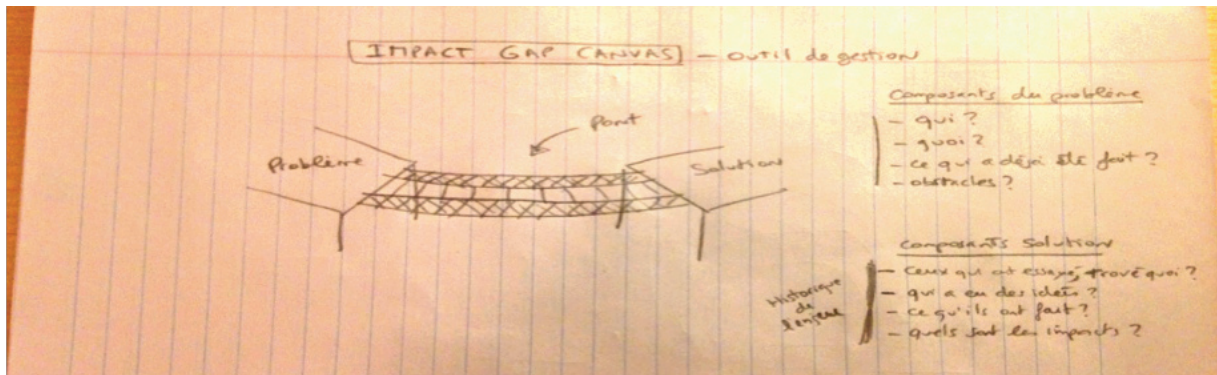 IMPACT GAP CANVAS - outil de gestion
Pont
Problème
Solution
Composants du problème
- qui ?
- quoi ?
- ce qui a déjà été fait ?
- obstacles ?
Composants solution
Historique
de
l'enjeu
- ceux qui ont essayé, trouvé quoi ?
- qui a eu des idées ?
- ce qu'ils ont fait ?
- quels sont les impacts ?